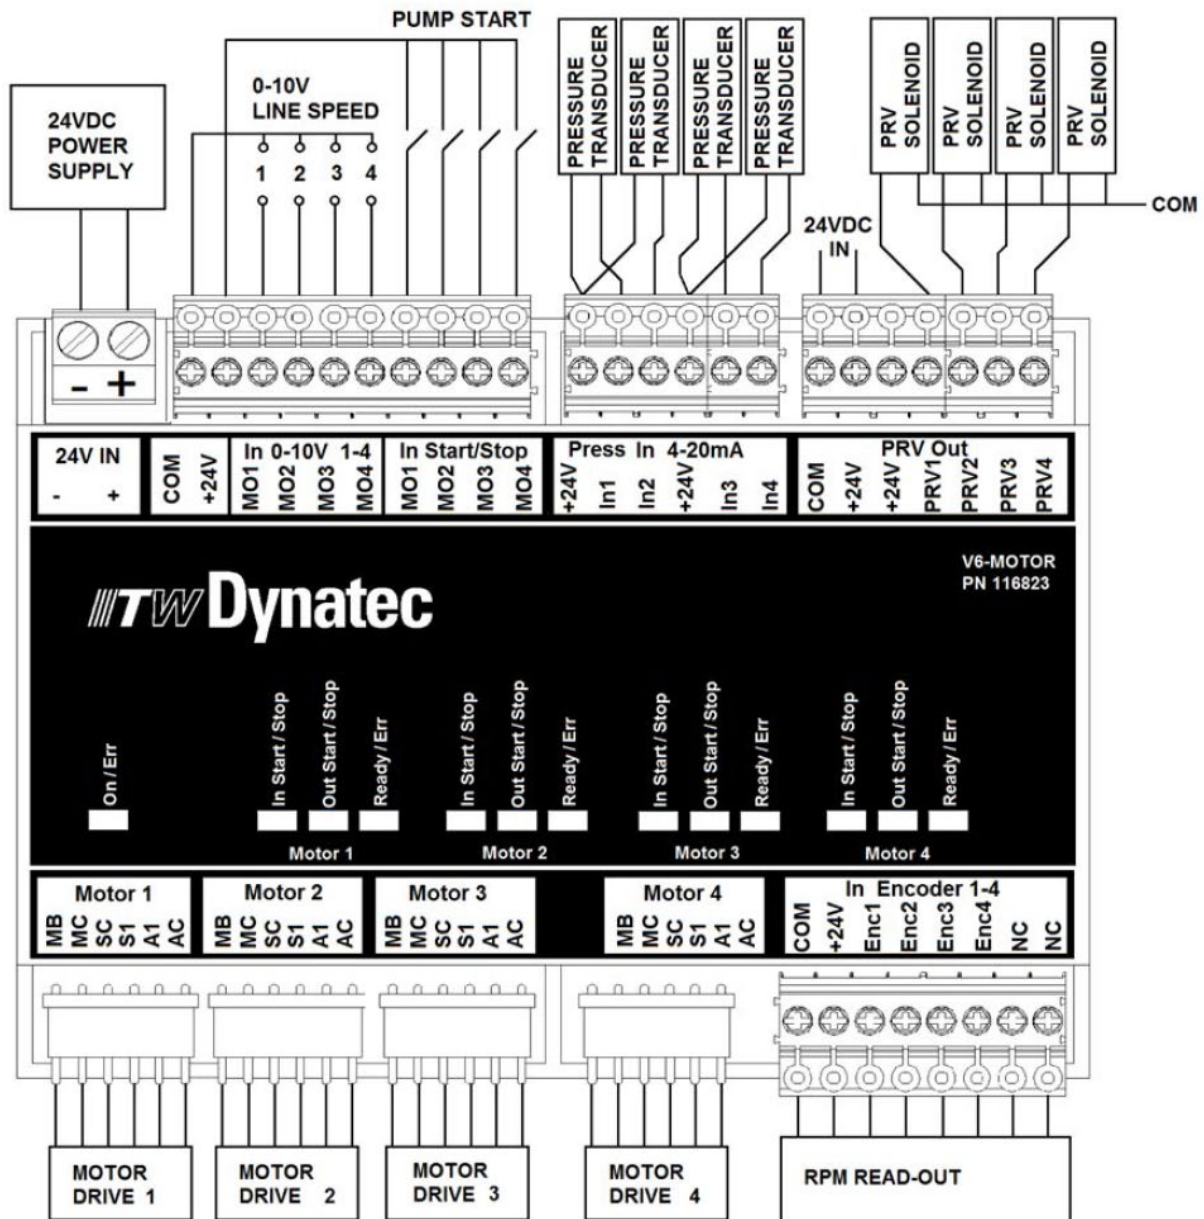 PUMP START
0-10V
LINE SPEED
1 2 3 4
24VDC
POWER
SUPPLY
PRESSURE
TRANSDUCER
PRESSURE
TRANSDUCER
PRESSURE
TRANSDUCER
PRESSURE
TRANSDUCER
PRV
SOLENOID
PRV
SOLENOID
PRV
SOLENOID
PRV
SOLENOID
COM
24VDC
IN
- +
24V IN
- +
COM
+24V
In 0-10V 1-4
MO1
MO2
MO3
MO4
In Start/Stop
MO1
MO2
MO3
MO4
Press In 4-20mA
+24V
In1
In2
+24V
In3
In4
PRV Out
COM
+24V
+24V
PRV1
PRV2
PRV3
PRV4
V6-MOTOR
PN 116823
ITW Dynatec
On / Err
In Start / Stop
Out Start / Stop
Ready / Err
Motor 1
In Start / Stop
Out Start / Stop
Ready / Err
Motor 2
In Start / Stop
Out Start / Stop
Ready / Err
Motor 3
In Start / Stop
Out Start / Stop
Ready / Err
Motor 4
Motor 1
MB
MC
SC
S1
A1
AC
Motor 2
MB
MC
SC
S1
A1
AC
Motor 3
MB
MC
SC
S1
A1
AC
Motor 4
MB
MC
SC
S1
A1
AC
In Encoder 1-4
COM
+24V
Enc1
Enc2
Enc3
Enc4
NC
NC
MOTOR
DRIVE 1
MOTOR
DRIVE 2
MOTOR
DRIVE 3
MOTOR
DRIVE 4
RPM READ-OUT